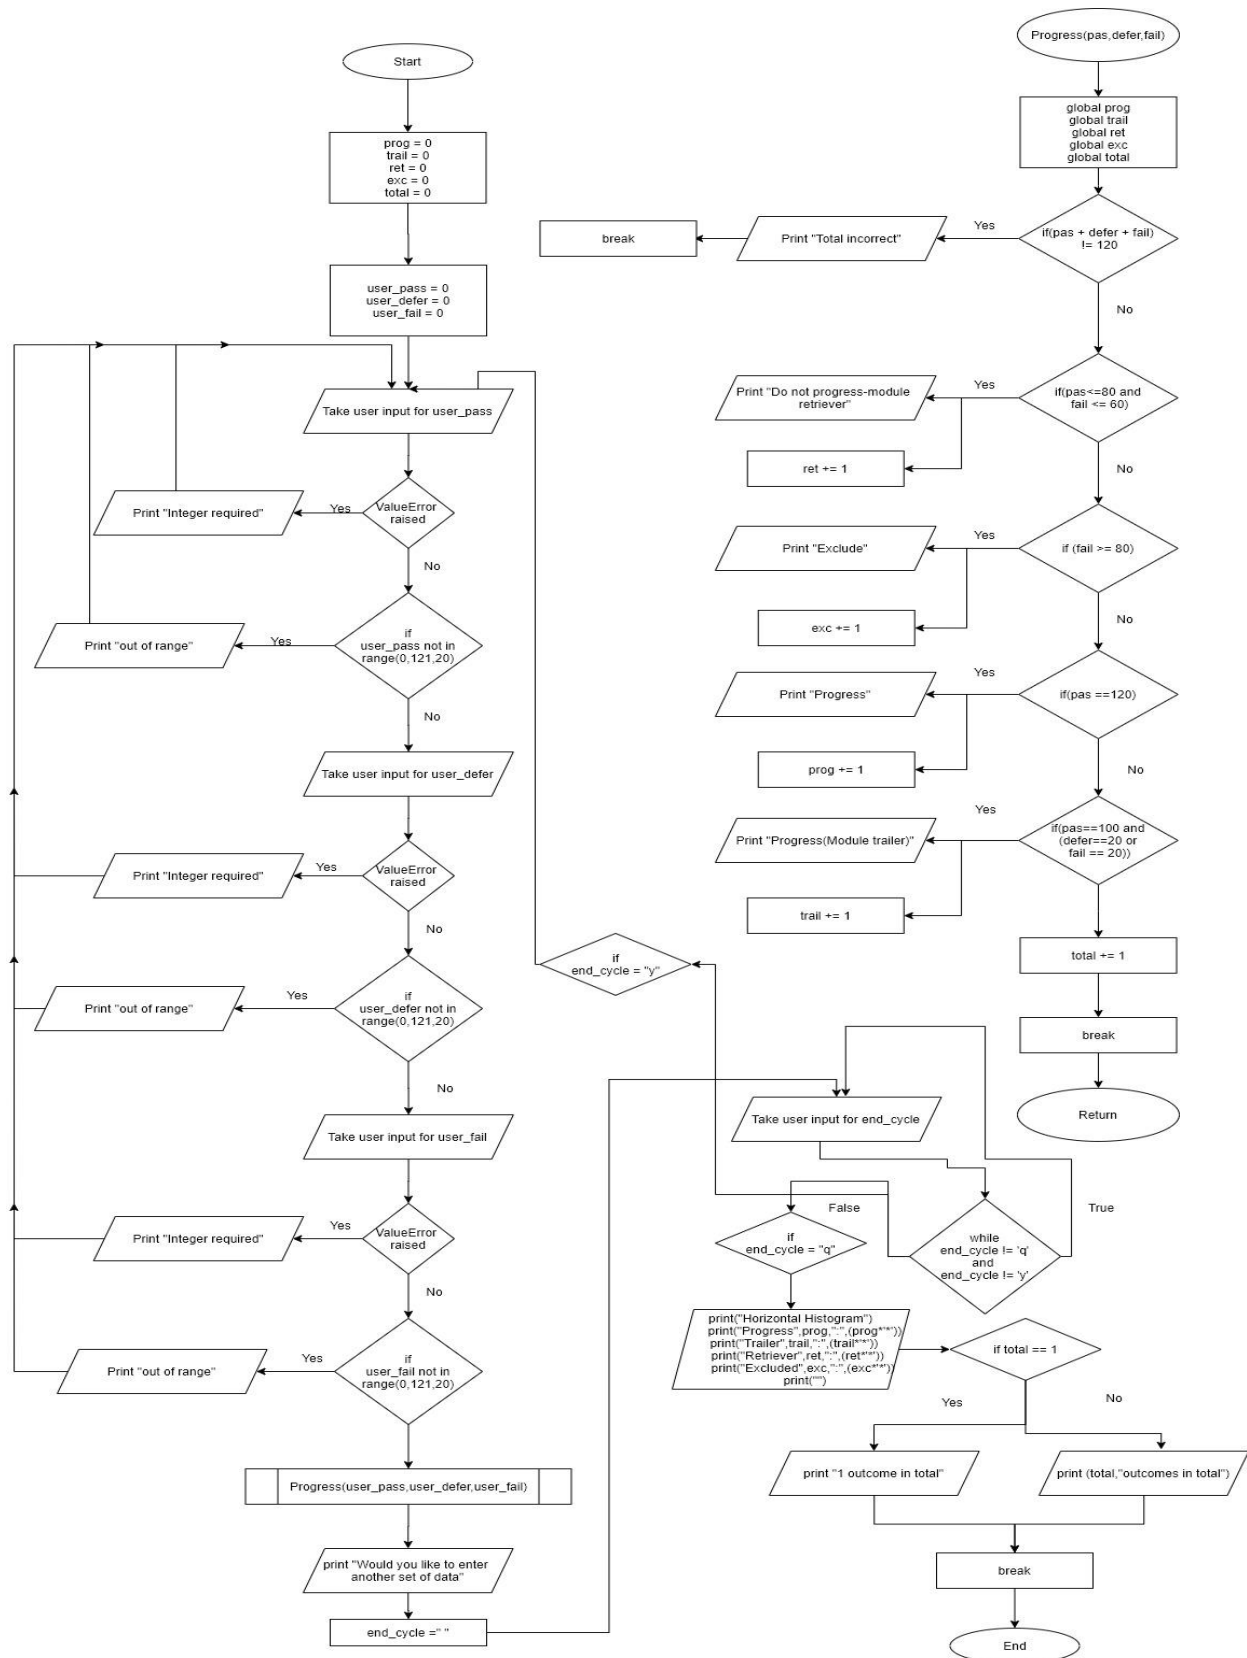 Start
prog = 0
trail = 0
ret = 0
exc = 0
total = 0
user_pass = 0
user_defer = 0
user_fail = 0
Take user input for user_pass
ValueError
raised
Yes
Print "Integer required"
No
if
user_pass not in
range(0,121,20)
Yes
Print "out of range"
No
Take user input for user_defer
ValueError
raised
Yes
Print "Integer required"
No
if
user_defer not in
range(0,121,20)
Yes
Print "out of range"
No
Take user input for user_fail
ValueError
raised
Yes
Print "Integer required"
No
if
user_fail not in
range(0,121,20)
Yes
Print "out of range"
Progress(user_pass,user_defer,user_fail)
print "Would you like to enter
another set of data"
end_cycle =" "
Progress(pas,defer,fail)
global prog
global trail
global ret
global exc
global total
if(pas + defer + fail)
!= 120
Yes
Print "Total incorrect"
break
No
if(pas<=80 and
fail <= 60)
Yes
Print "Do not progress-module
retriever"
ret += 1
No
if (fail >= 80)
Yes
Print "Exclude"
exc += 1
No
if(pas ==120)
Yes
Print "Progress"
prog += 1
No
if(pas==100 and
(defer==20 or
fail == 20))
Yes
Print "Progress(Module trailer)"
trail += 1
total += 1
break
Return
if
end_cycle = "y"
Take user input for end_cycle
while
end_cycle != 'q'
and
end_cycle != 'y'
True
False
if
end_cycle = "q"
print("Horizontal Histogram")
print("Progress",prog,":",(prog*'*'))
print("Trailer",trail,":",(trail*'*'))
print("Retriever",ret,":",(ret*'*'))
print("Excluded",exc,":",(exc*'*'))
print("")
if total == 1
Yes
No
print "1 outcome in total"
print (total,"outcomes in total")
break
End